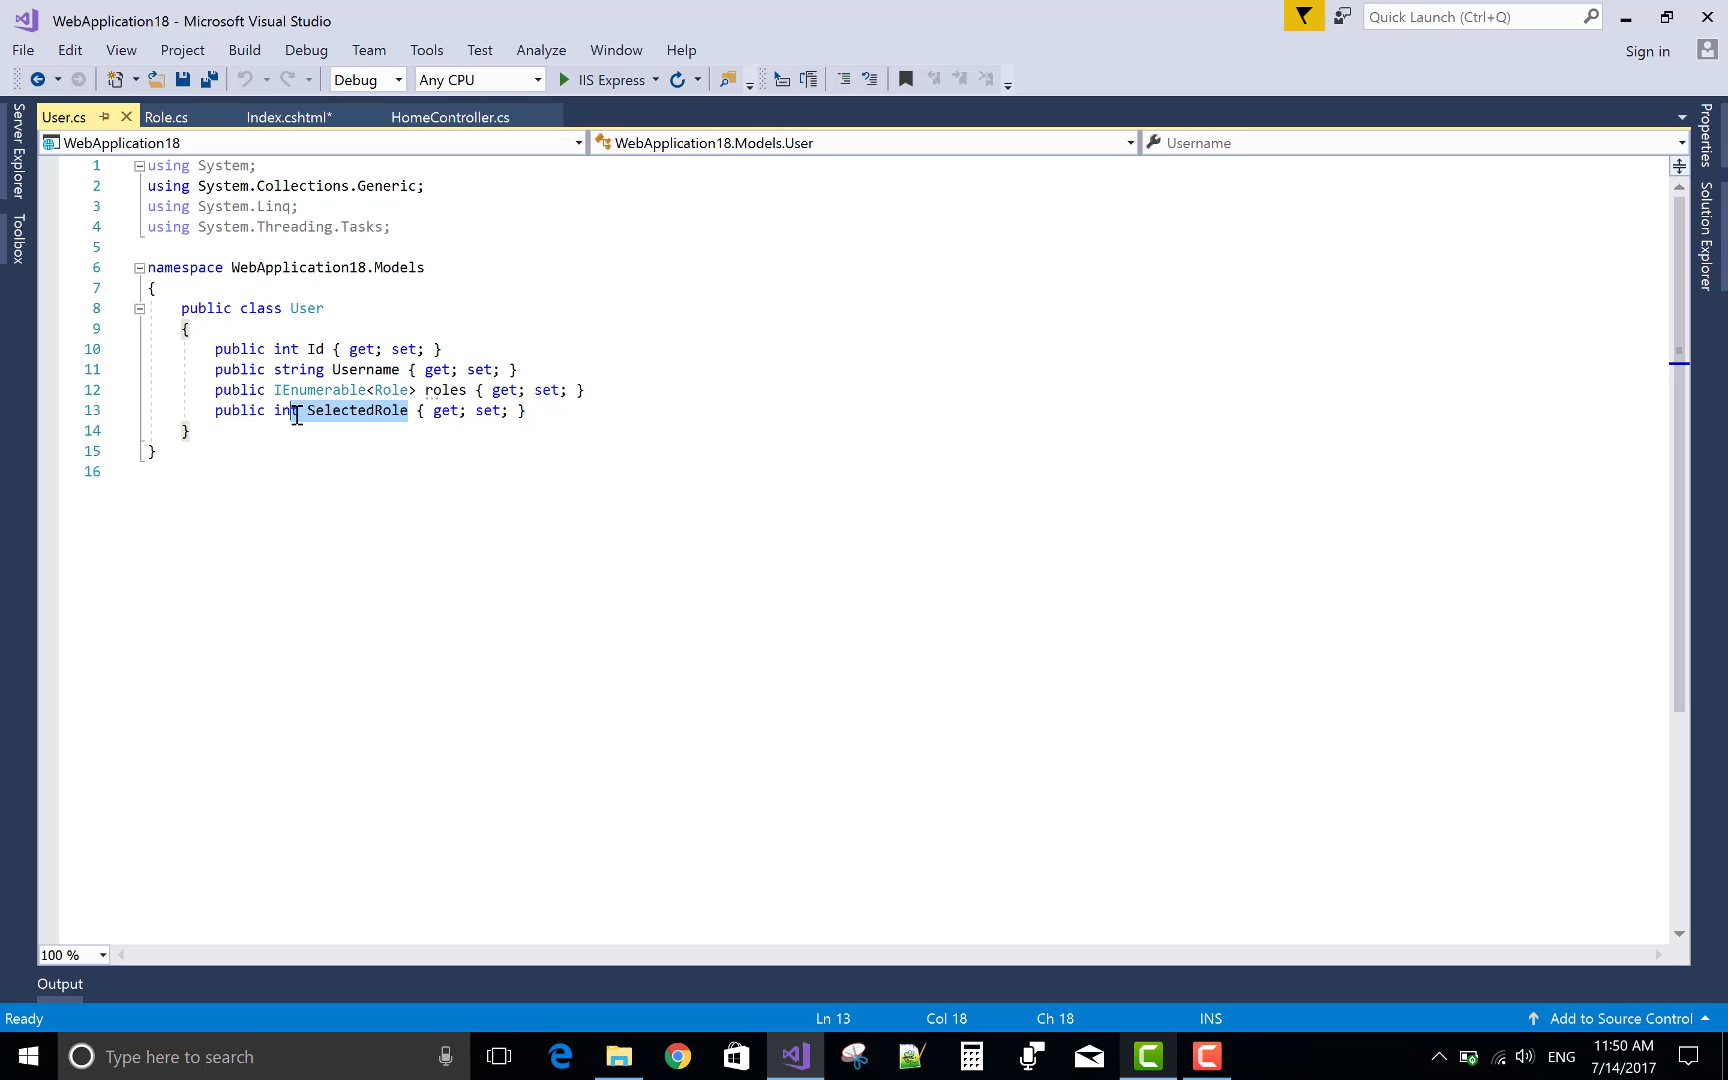 WebApplication18 - Microsoft Visual Studio
Quick Launch (Ctrl+Q)
File Edit View Project Build Debug Team Tools Test Analyze Window Help
Sign in
Debug Any CPU IIS Express
Server Explorer
Toolbox
User.cs Role.cs Index.cshtml* HomeController.cs
WebApplication18 WebApplication18.Models.User Username
1 using System;
2 using System.Collections.Generic;
3 using System.Linq;
4 using System.Threading.Tasks;
5
6 namespace WebApplication18.Models
7 {
8 public class User
9 {
10 public int Id { get; set; }
11 public string Username { get; set; }
12 public IEnumerable<Role> roles { get; set; }
13 public int SelectedRole { get; set; }
14 }
15 }
16
Properties
Solution Explorer
100 %
Output
Ready Ln 13 Col 18 Ch 18 INS Add to Source Control
Type here to search
ENG
11:50 AM
7/14/2017